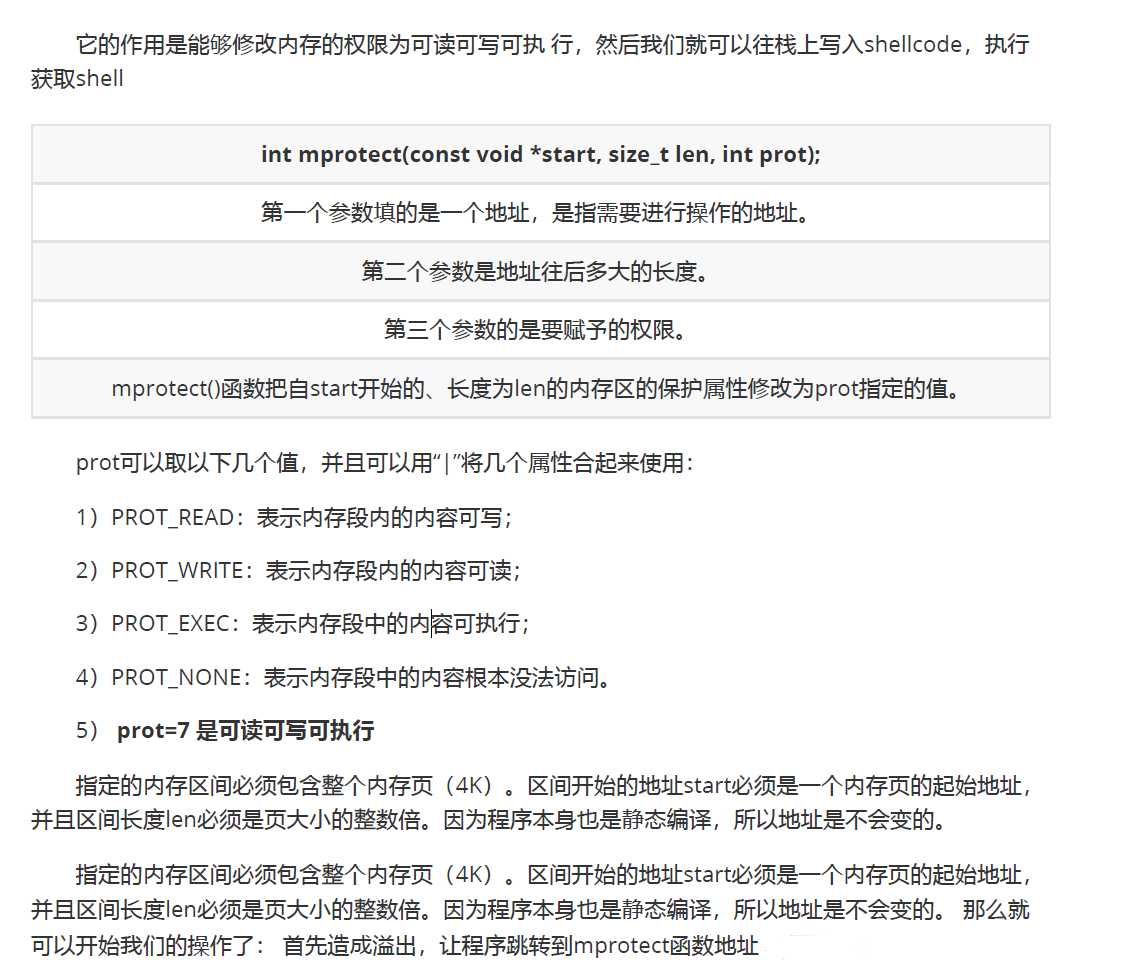 它的作用是能够修改内存的权限为可读可写可执 行，然后我们就可以往栈上写入shellcode，执行
获取shell
int mprotect(const void *start, size_t len, int prot);
第一个参数填的是一个地址，是指需要进行操作的地址。
第二个参数是地址往后多大的长度。
第三个参数的是要赋予的权限。
mprotect()函数把自start开始的、长度为len的内存区的保护属性修改为prot指定的值。
prot可以取以下几个值，并且可以用“|”将几个属性合起来使用：
1）PROT_READ：表示内存段内的内容可写；
2）PROT_WRITE：表示内存段内的内容可读；
3）PROT_EXEC：表示内存段中的内容可执行；
4）PROT_NONE：表示内存段中的内容根本没法访问。
5） prot=7 是可读可写可执行
指定的内存区间必须包含整个内存页（4K）。区间开始的地址start必须是一个内存页的起始地址，
并且区间长度len必须是页大小的整数倍。因为程序本身也是静态编译，所以地址是不会变的。
指定的内存区间必须包含整个内存页（4K）。区间开始的地址start必须是一个内存页的起始地址，
并且区间长度len必须是页大小的整数倍。因为程序本身也是静态编译，所以地址是不会变的。 那么就
可以开始我们的操作了： 首先造成溢出，让程序跳转到mprotect函数地址